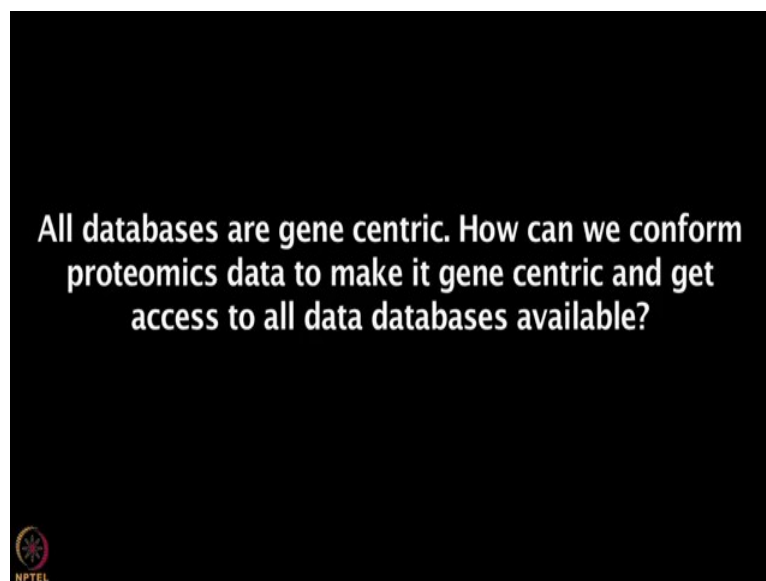 All databases are gene centric. How can we conform
proteomics data to make it gene centric and get
access to all data databases available?
NPTEL